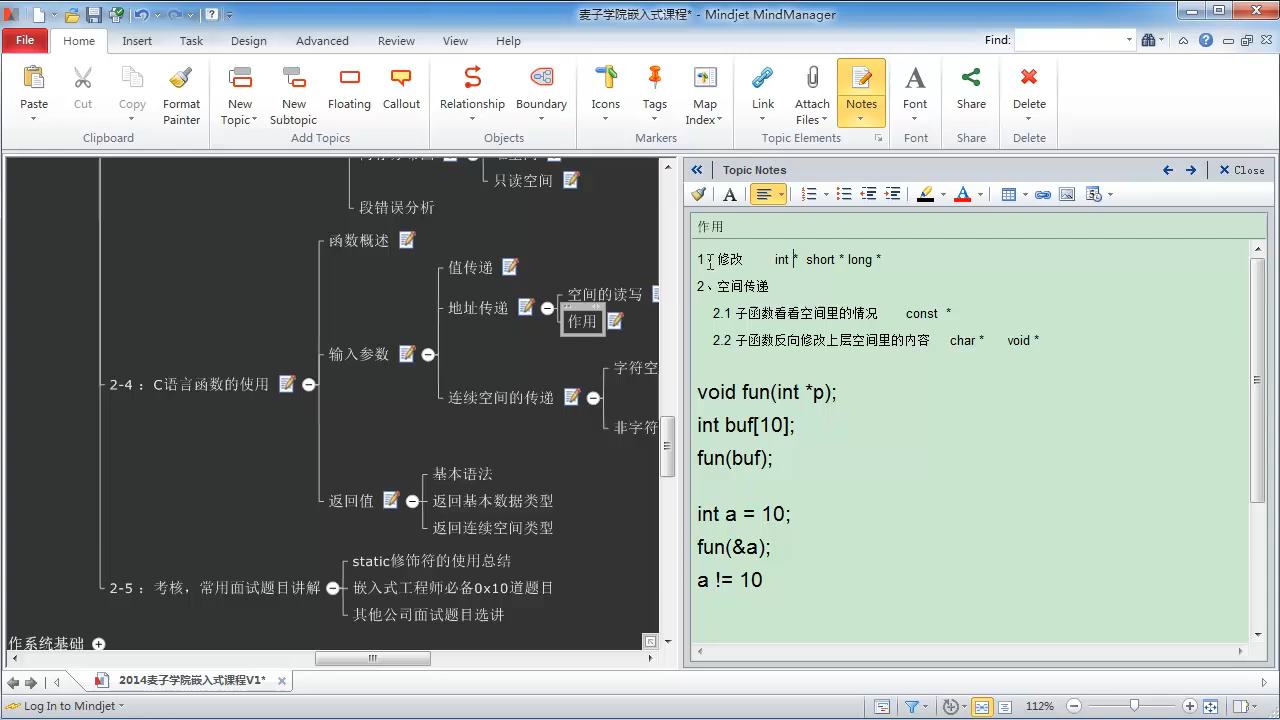 麦子学院嵌入式课程* - Mindjet MindManager
File Home Insert Task Design Advanced Review View Help Find:
Paste Cut Copy Format Painter New Topic New Subtopic Floating Callout Relationship Boundary Icons Tags Map Index Link Attach Files Notes Font Share Delete
Clipboard Add Topics Objects Markers Topic Elements Font Share Delete
只读空间
段错误分析
函数概述
值传递
空间的读写
地址传递
作用
输入参数
字符空
2-4 : C语言函数的使用
连续空间的传递
非字符
基本语法
返回值
返回基本数据类型
返回连续空间类型
static修饰符的使用总结
2-5 : 考核，常用面试题目讲解
嵌入式工程师必备0x10道题目
其他公司面试题目选讲
作系统基础
Topic Notes Close
作用
1、修改 int * short * long *
2、空间传递
2.1 子函数看看空间里的情况 const *
2.2 子函数反向修改上层空间里的内容 char * void *
void fun(int *p);
int buf[10];
fun(buf);
int a = 10;
fun(&a);
a != 10
2014麦子学院嵌入式课程V1*
Log In to Mindjet 112%